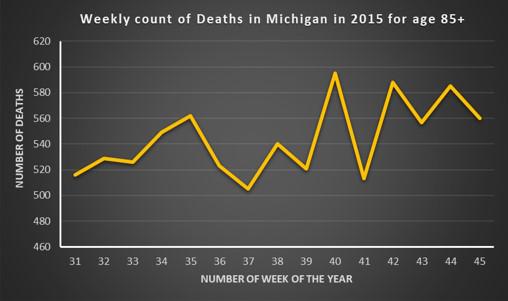 Weekly count of Deaths in Michigan in 2015 for age 85+
620
600
580
560
540
520
500
480
460
NUMBER OF DEATHS
31 32 33 34 35 36 37 38 39 40 41 42 43 44 45
NUMBER OF WEEK OF THE YEAR